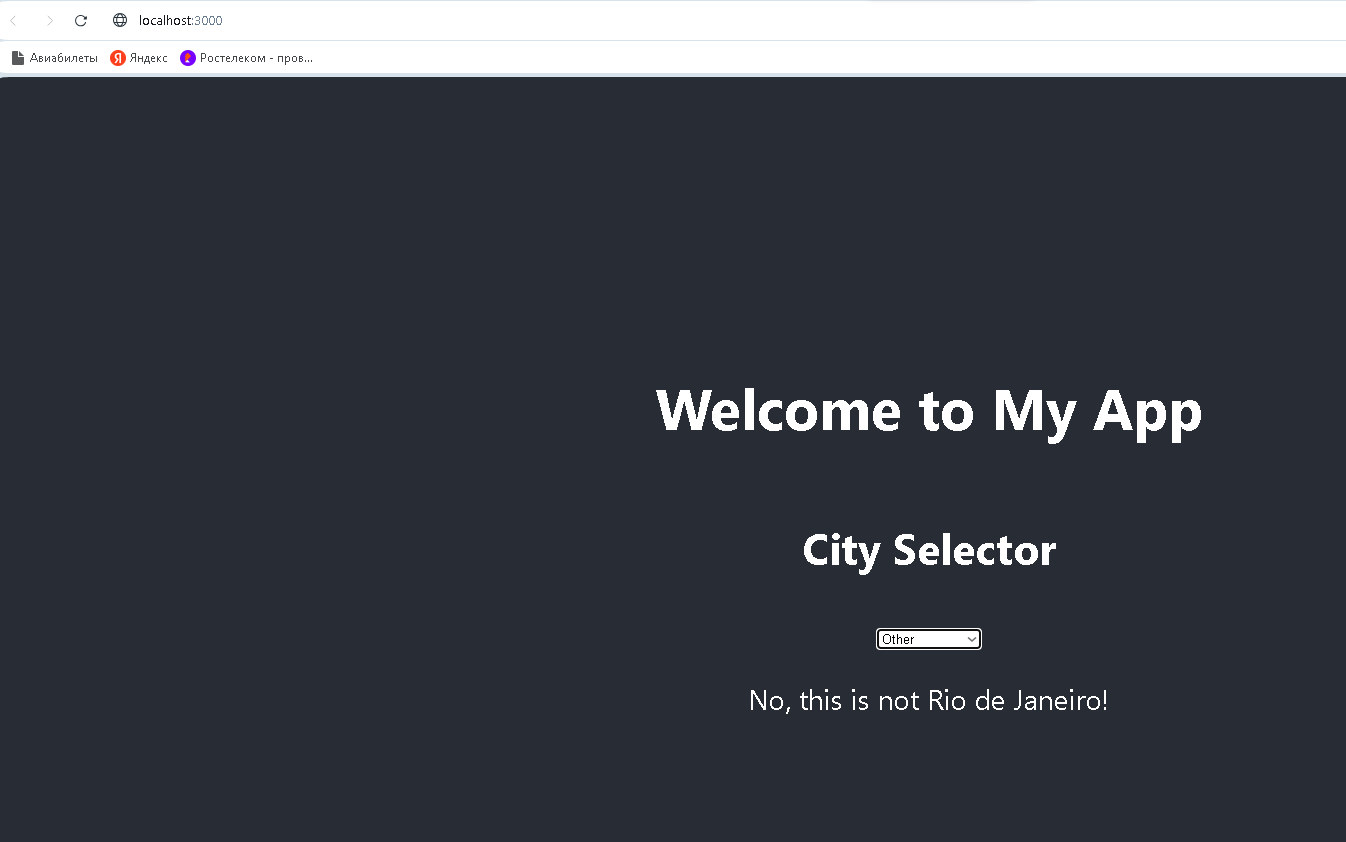 localhost:3000
Авиабилеты Яндекс Ростелеком - пров...
Welcome to My App
City Selector
Other
No, this is not Rio de Janeiro!